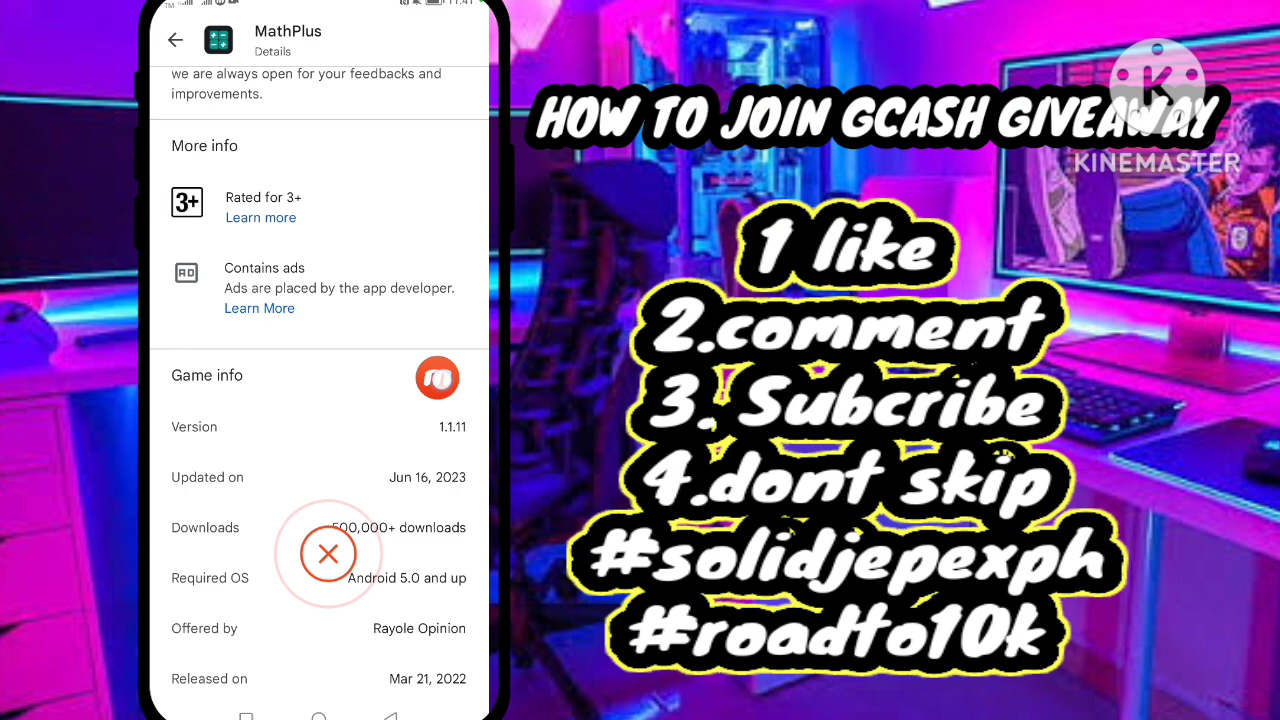 11:41
MathPlus
Details
we are always open for your feedbacks and
improvements.
More info
3+
Rated for 3+
Learn more
AD
Contains ads
Ads are placed by the app developer.
Learn More
Game info
Version 1.1.11
Updated on Jun 16, 2023
Downloads 500,000+ downloads
Required OS Android 5.0 and up
Offered by Rayole Opinion
Released on Mar 21, 2022
HOW TO JOIN GCASH GIVEAWAY
K
KINEMASTER
1 like
2.comment
3. Subcribe
4.dont skip
#solidjepexph
#roadto10k